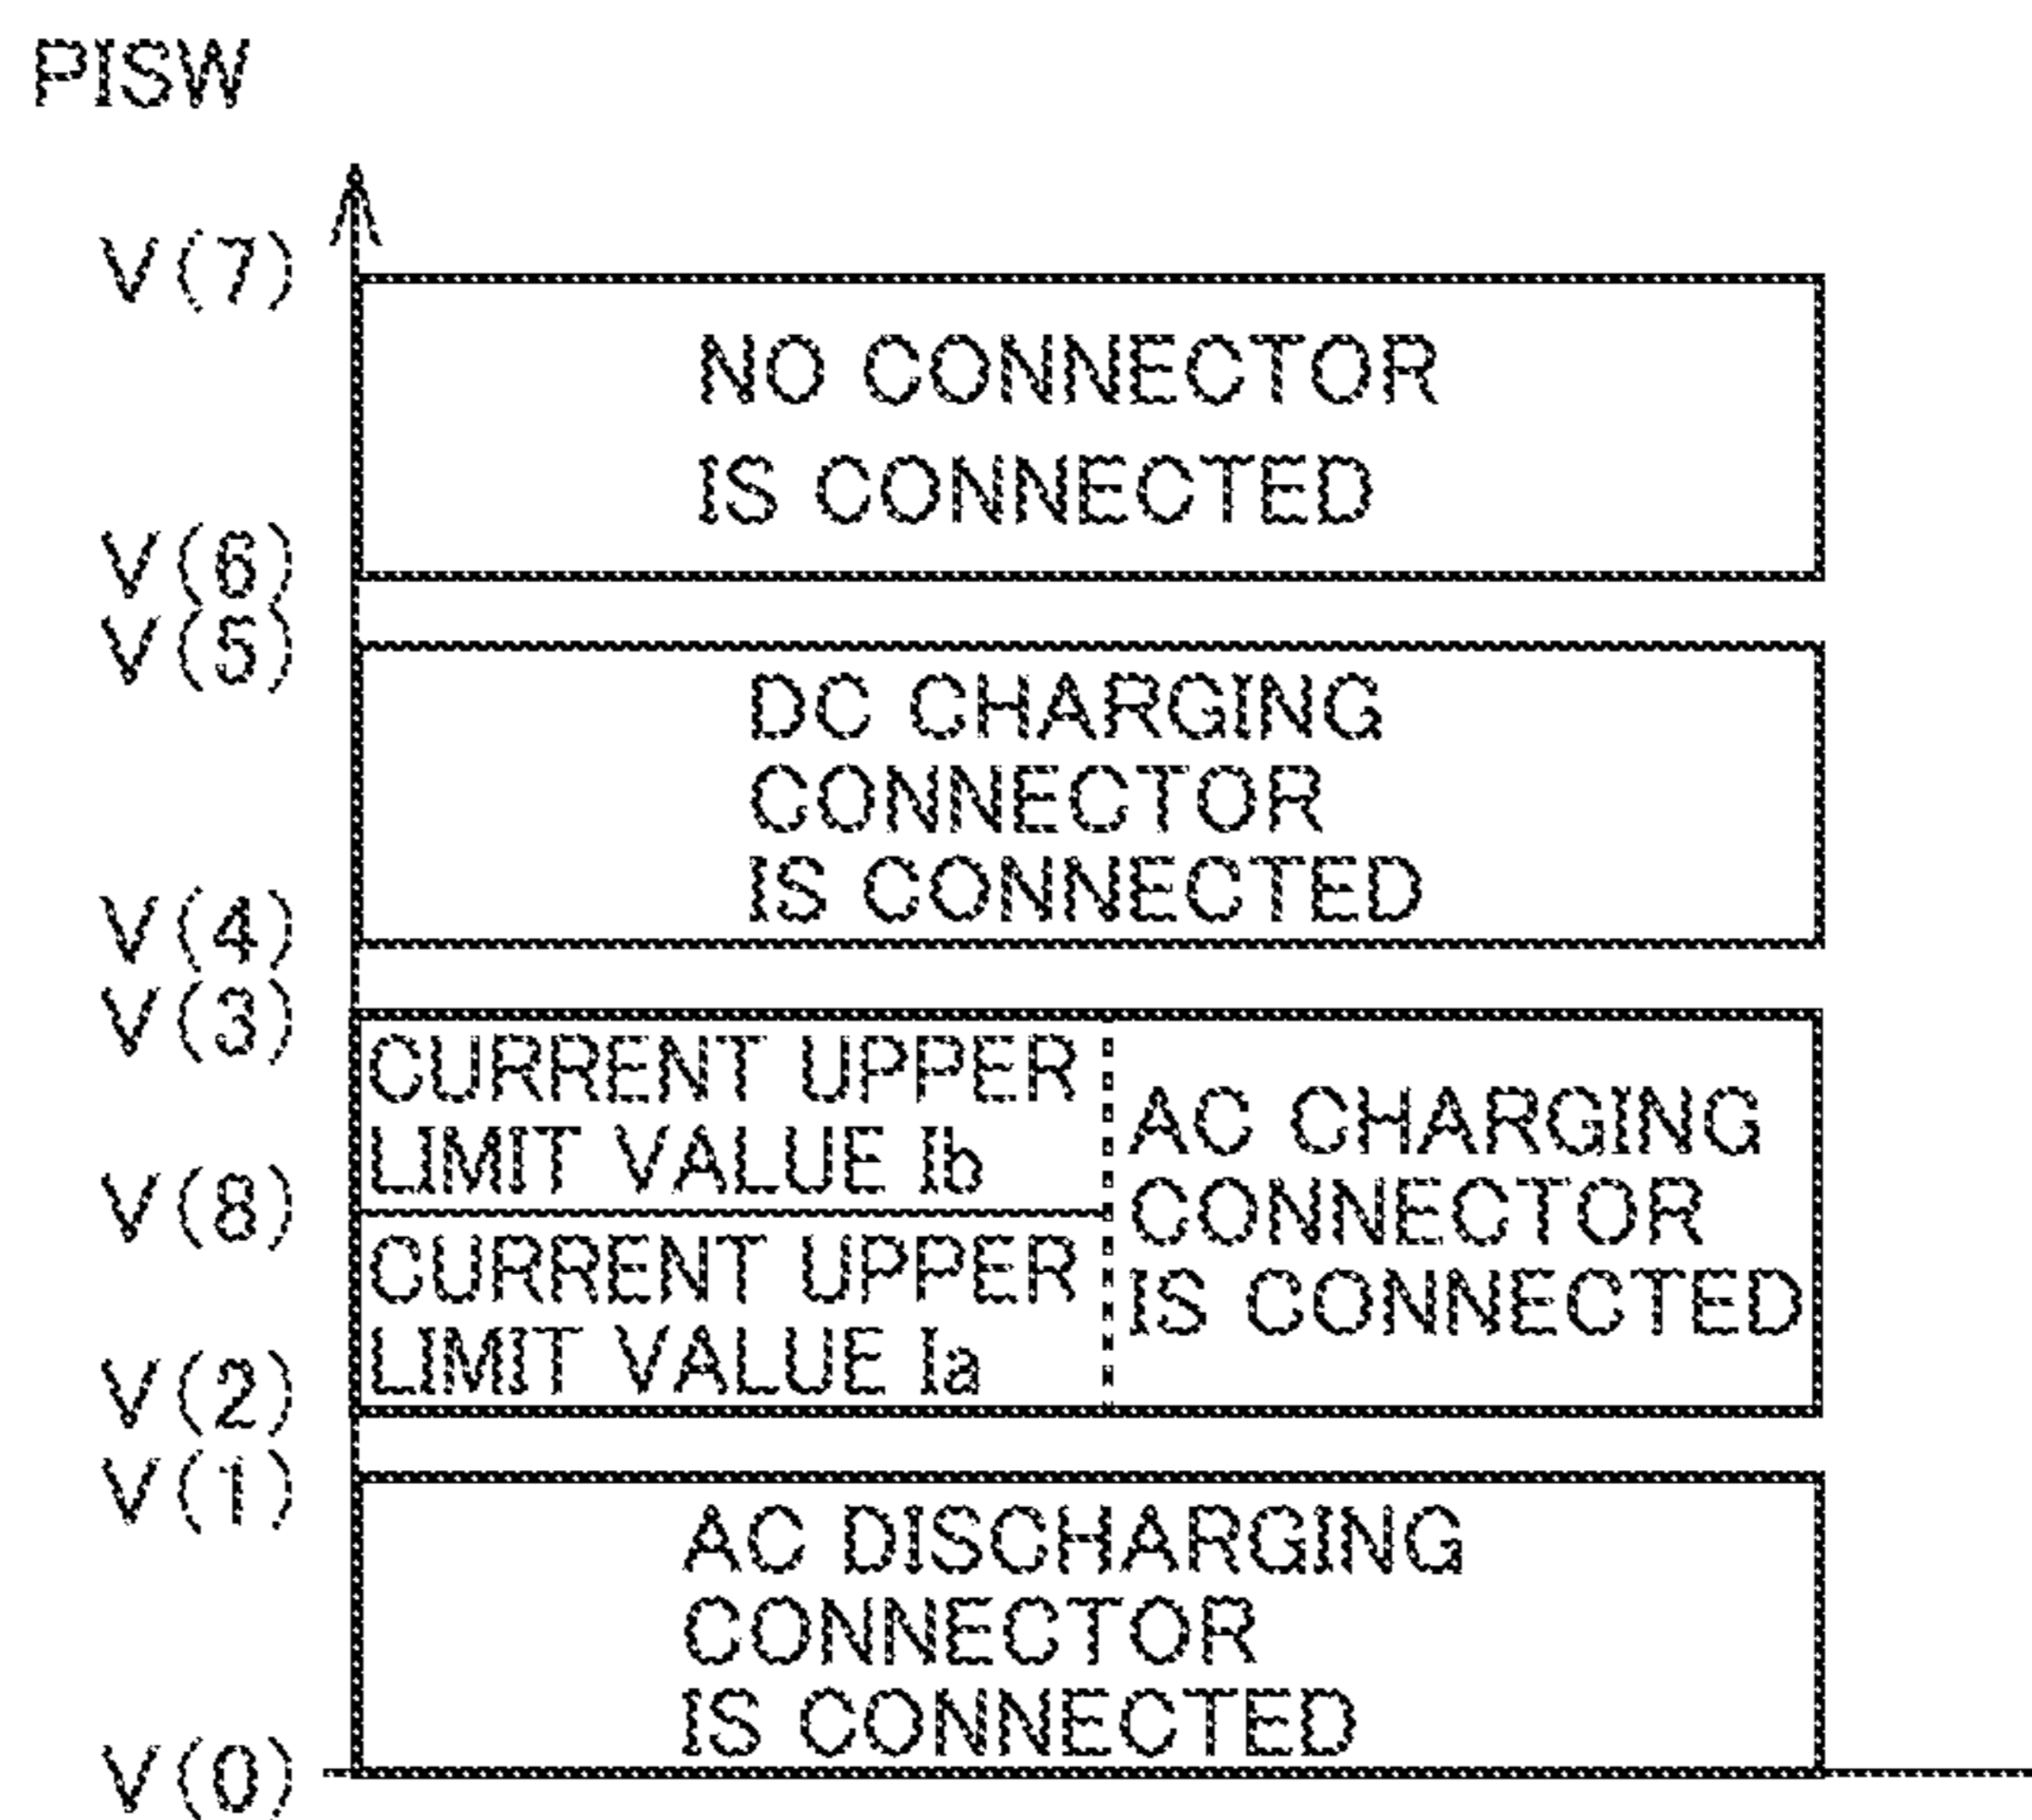 PISW
V(7)
NO CONNECTOR
IS CONNECTED
V(6)
V(5)
DC CHARGING
CONNECTOR
IS CONNECTED
V(4)
V(3)
CURRENT UPPER
LIMIT VALUE Ib
V(8)
CURRENT UPPER
LIMIT VALUE Ia
AC CHARGING
CONNECTOR
IS CONNECTED
V(2)
V(1)
AC DISCHARGING
CONNECTOR
IS CONNECTED
V(0)